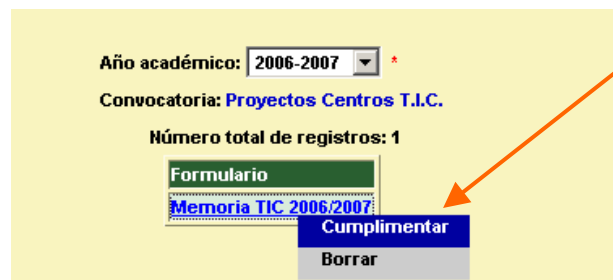 Año académico: 2006-2007 *
Convocatoria: Proyectos Centros T.I.C.
Número total de registros: 1
Formulario
Memoria TIC 2006/2007
Cumplimentar
Borrar